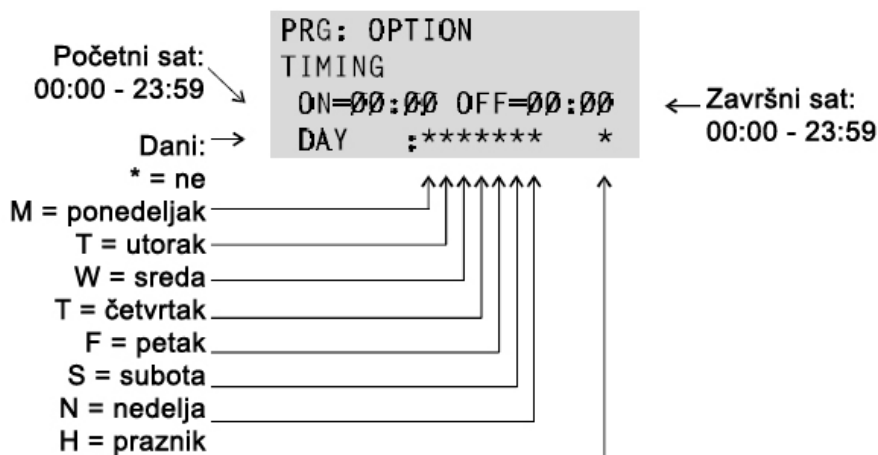 PRG: OPTION
TIMING
ON=00:00 OFF=00:00
DAY :******* *
Početni sat:
00:00 - 23:59
Završni sat:
00:00 - 23:59
Dani:
* = ne
M = ponedeljak
T = utorak
W = sreda
T = četvrtak
F = petak
S = subota
N = nedelja
H = praznik